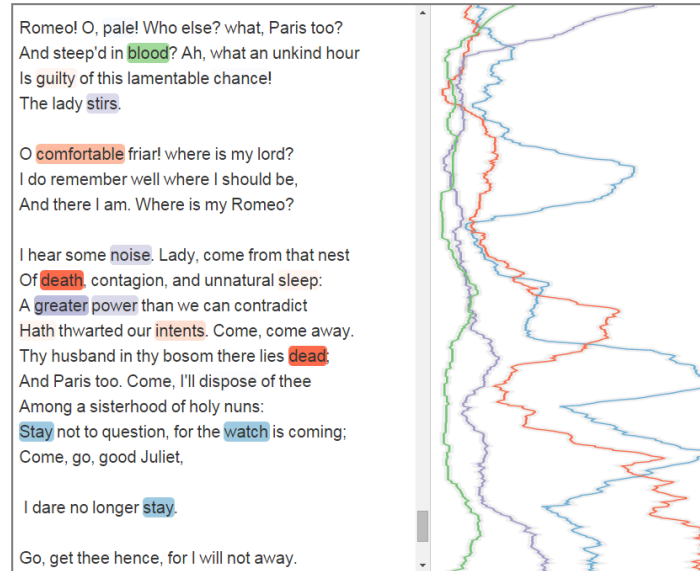 Romeo! O, pale! Who else? what, Paris too?
And steep'd in blood? Ah, what an unkind hour
Is guilty of this lamentable chance!
The lady stirs.
O comfortable friar! where is my lord?
I do remember well where I should be,
And there I am. Where is my Romeo?
I hear some noise. Lady, come from that nest
Of death, contagion, and unnatural sleep:
A greater power than we can contradict
Hath thwarted our intents. Come, come away.
Thy husband in thy bosom there lies dead;
And Paris too. Come, I'll dispose of thee
Among a sisterhood of holy nuns:
Stay not to question, for the watch is coming;
Come, go, good Juliet,
I dare no longer stay.
Go, get thee hence, for I will not away.